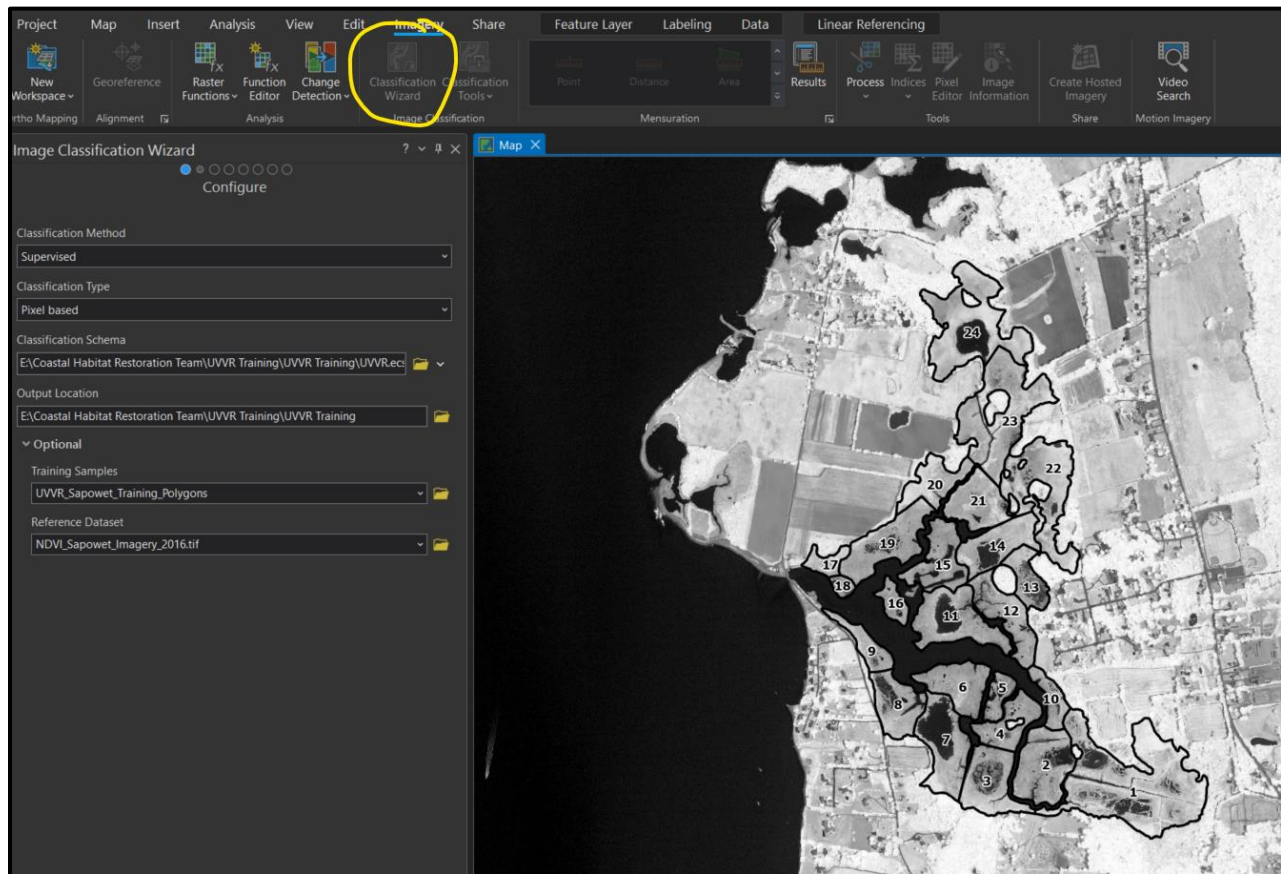 Project Map Insert Analysis View Edit Imagery Share Feature Layer Labeling Data Linear Referencing
New Workspace
Georeference
Raster Functions
Function Editor
Change Detection
Classification Wizard
Classification Tools
Point Distance Area
Results
Process
Indices
Pixel Editor
Image Information
Create Hosted Imagery
Video Search
rtho Mapping Alignment Analysis Image Classification Mensuration Tools Share Motion Imagery
Image Classification Wizard ?
Configure
Classification Method
Supervised
Classification Type
Pixel based
Classification Schema
E:\Coastal Habitat Restoration Team\UVVR Training\UVVR Training\UVVR.ecs
Output Location
E:\Coastal Habitat Restoration Team\UVVR Training\UVVR Training
Optional
Training Samples
UVVR_Sapowet_Training_Polygons
Reference Dataset
NDVI_Sapowet_Imagery_2016.tif
Map
24
23
22
20
21
19
14
15
17
18
13
16
11
12
9
6
5
10
8
7
4
2
3
1